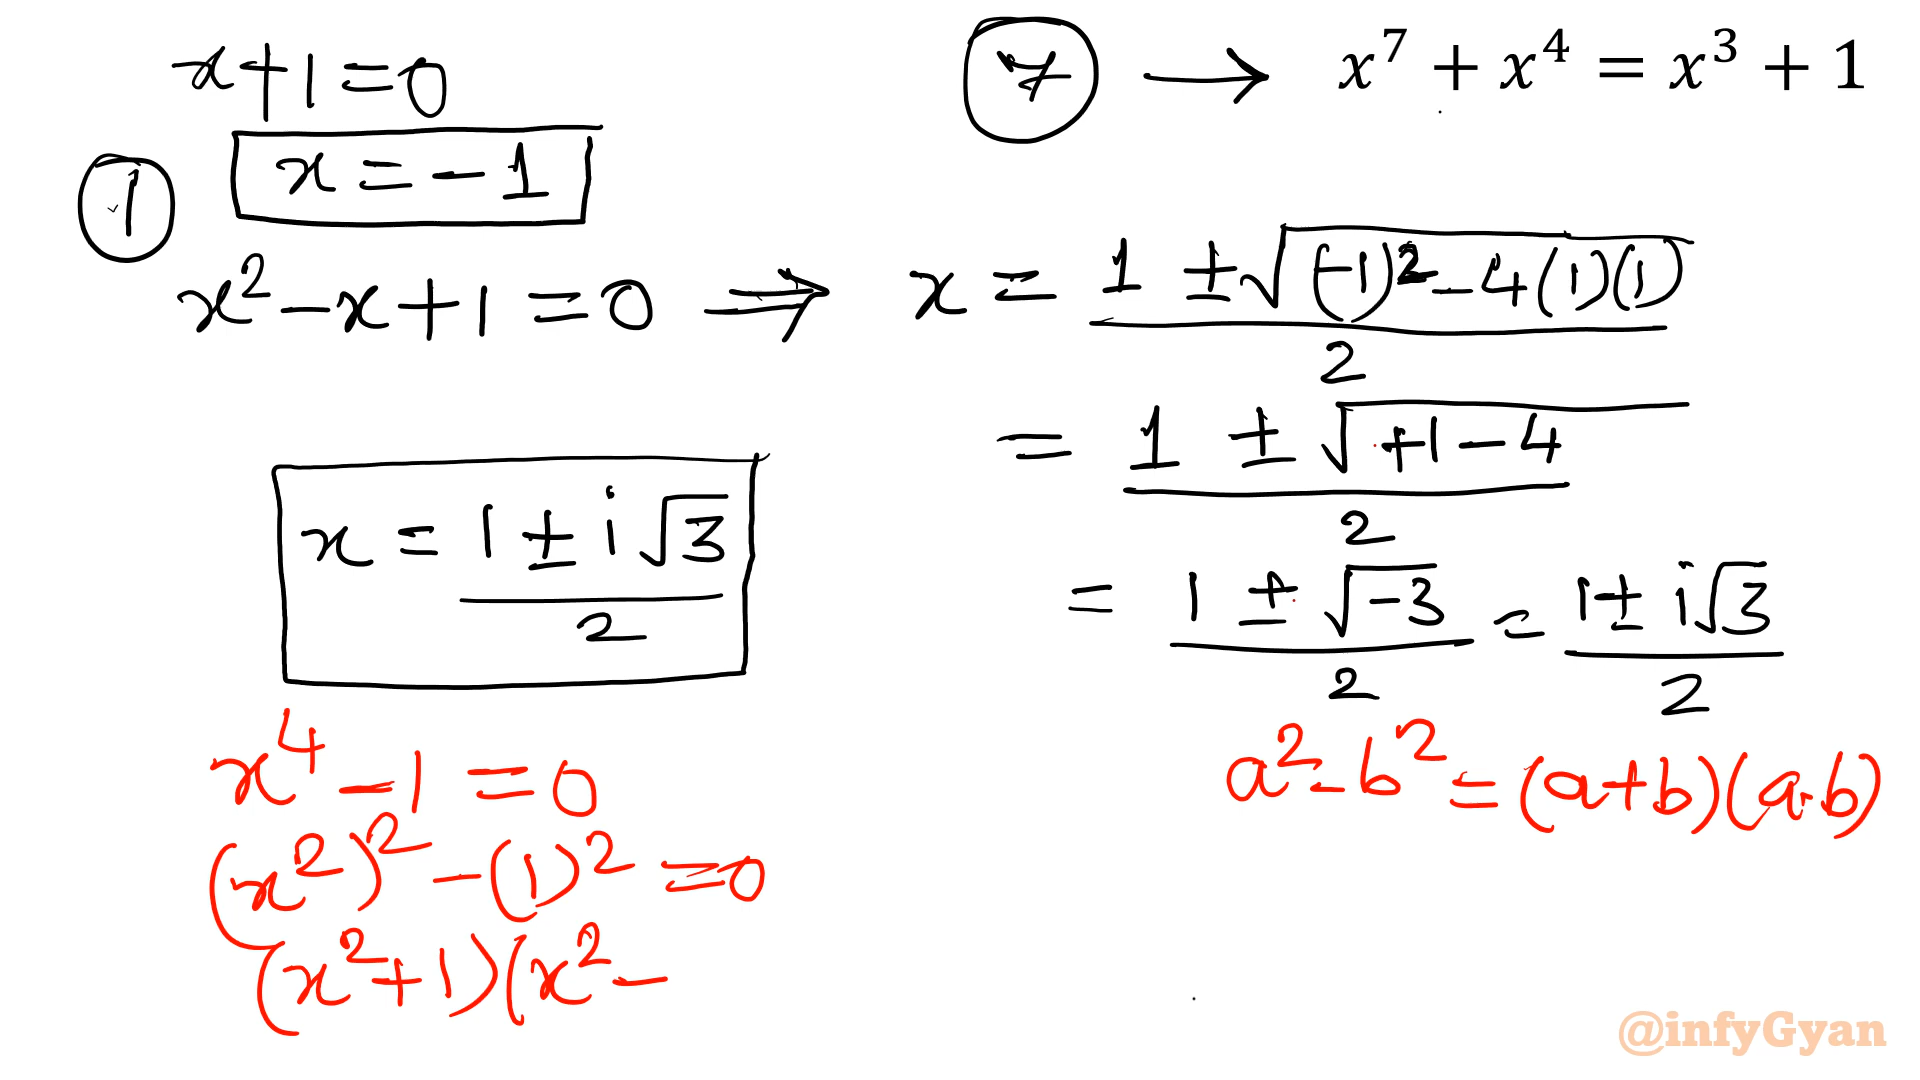 x + 1 = 0
⑦ → x⁷ + x⁴ = x³ + 1
x = -1
①
x² - x + 1 = 0 ⇒ x = (1 ± √((-1)² - 4(1)(1)))/2
= (1 ± √(+1 - 4))/2
x = (1 ± i√3)/2
= (1 ± √-3)/2 = (1 ± i√3)/2
x⁴ - 1 = 0
a² - b² = (a+b)(a-b)
(x²)² - (1)² = 0
(x² + 1)(x² -
@infyGyan